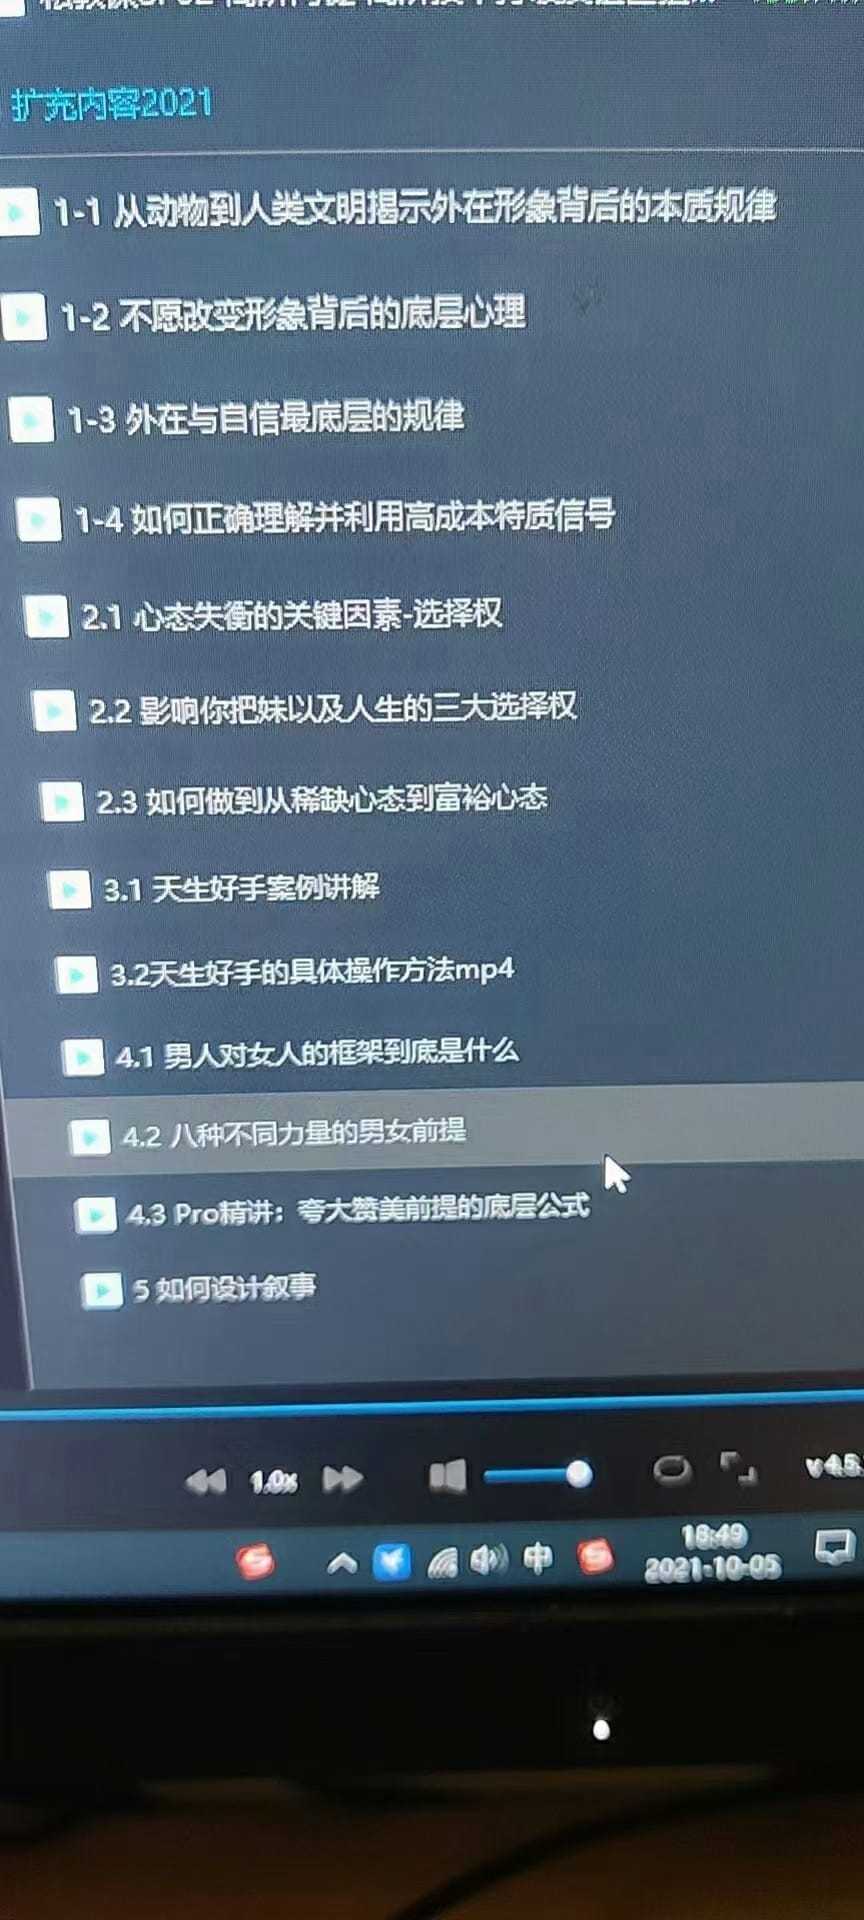 扩充内容2021
1-1 从动物到人类文明揭示外在形象背后的本质规律
1-2 不愿改变形象背后的底层心理
1-3 外在与自信最底层的规律
1-4 如何正确理解并利用高成本特质信号
2.1 心态失衡的关键因素-选择权
2.2 影响你把妹以及人生的三大选择权
2.3 如何做到从稀缺心态到富裕心态
3.1 天生好手案例讲解
3.2天生好手的具体操作方法mp4
4.1 男人对女人的框架到底是什么
4.2 八种不同力量的男女前提
4.3 Pro精讲：夸大赞美前提的底层公式
5 如何设计叙事
1.0x
中
18:49
2021-10-05